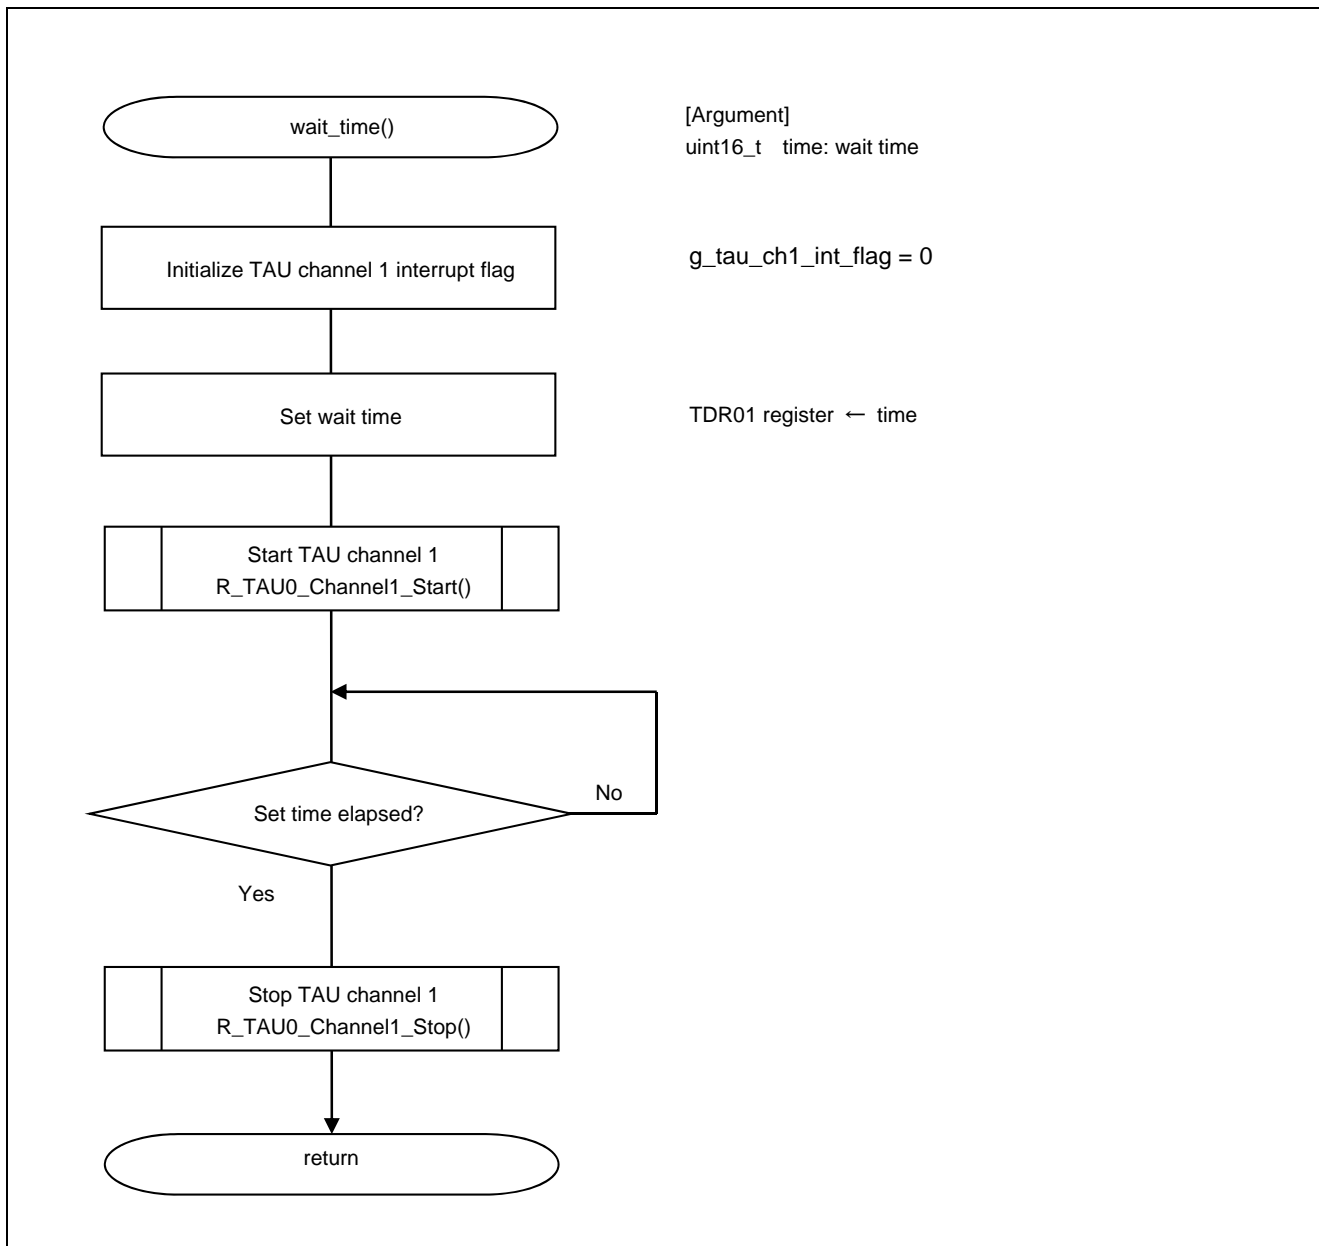 wait_time()
[Argument]
uint16_t time: wait time
Initialize TAU channel 1 interrupt flag
g_tau_ch1_int_flag = 0
Set wait time
TDR01 register ← time
Start TAU channel 1
R_TAU0_Channel1_Start()
Set time elapsed?
No
Yes
Stop TAU channel 1
R_TAU0_Channel1_Stop()
return